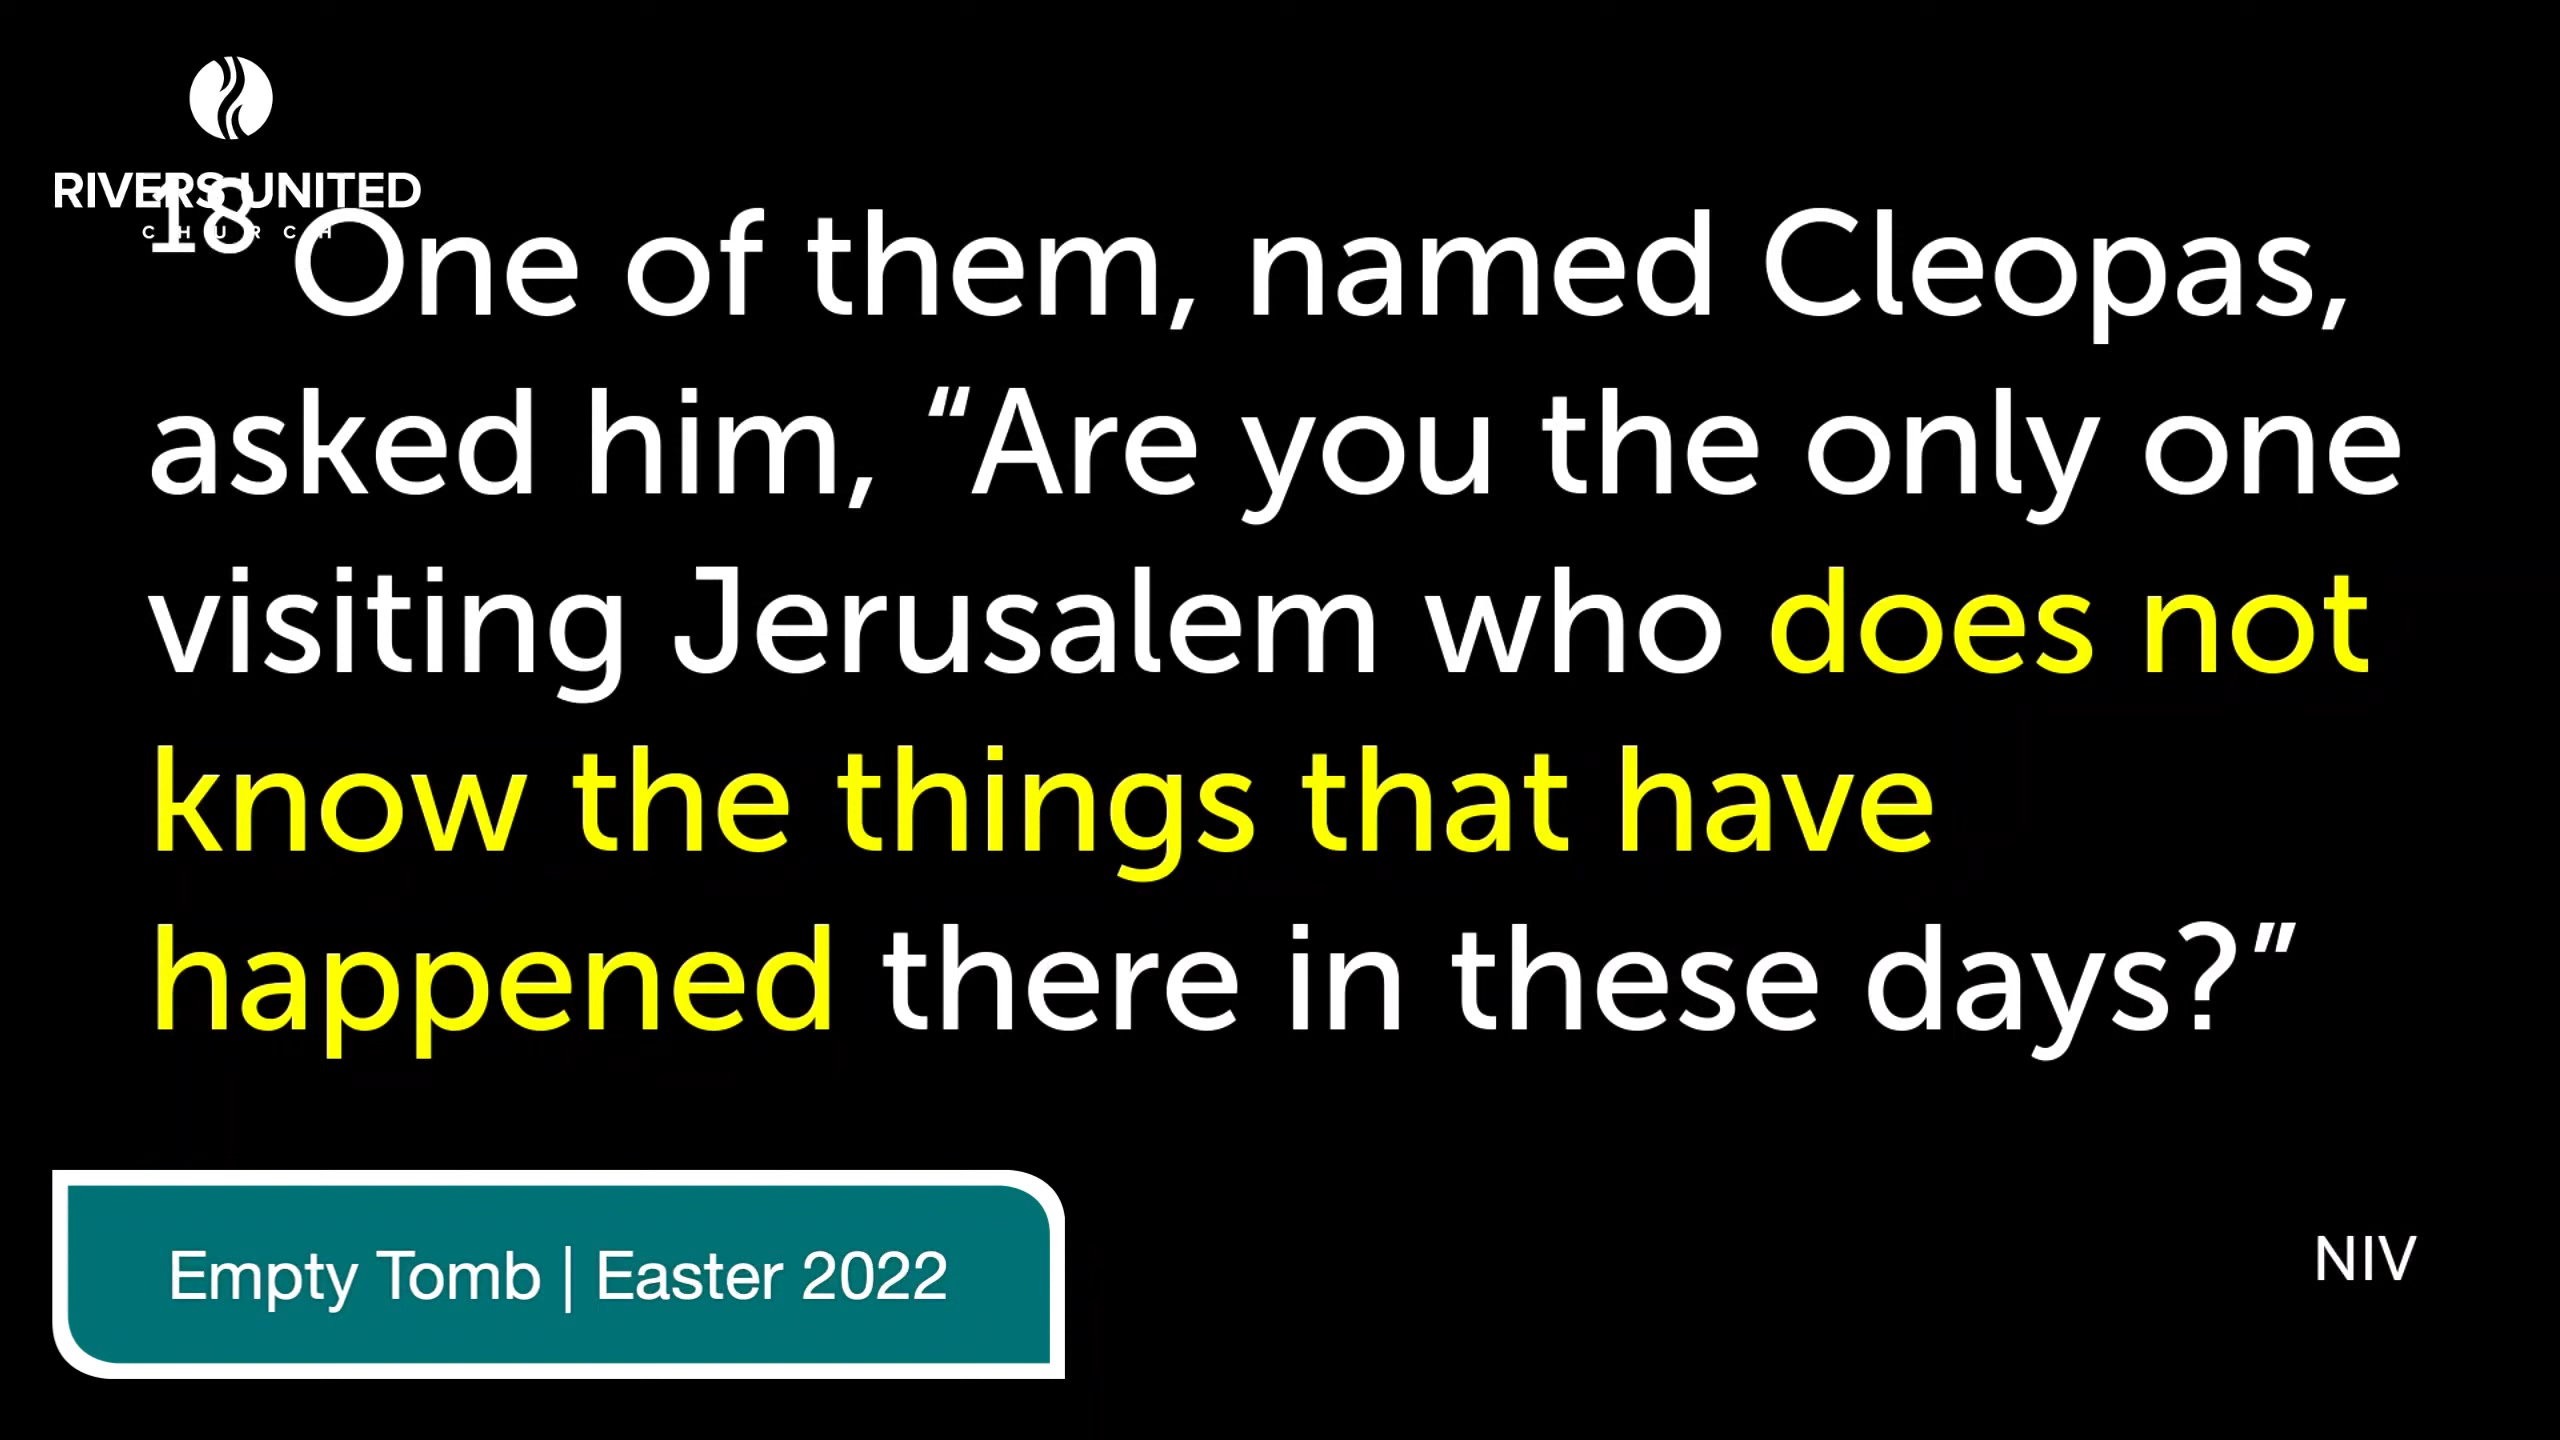 RIVERS UNITED
CHURCH
18 One of them, named Cleopas,
asked him, “Are you the only one
visiting Jerusalem who does not
know the things that have
happened there in these days?”
Empty Tomb | Easter 2022
NIV